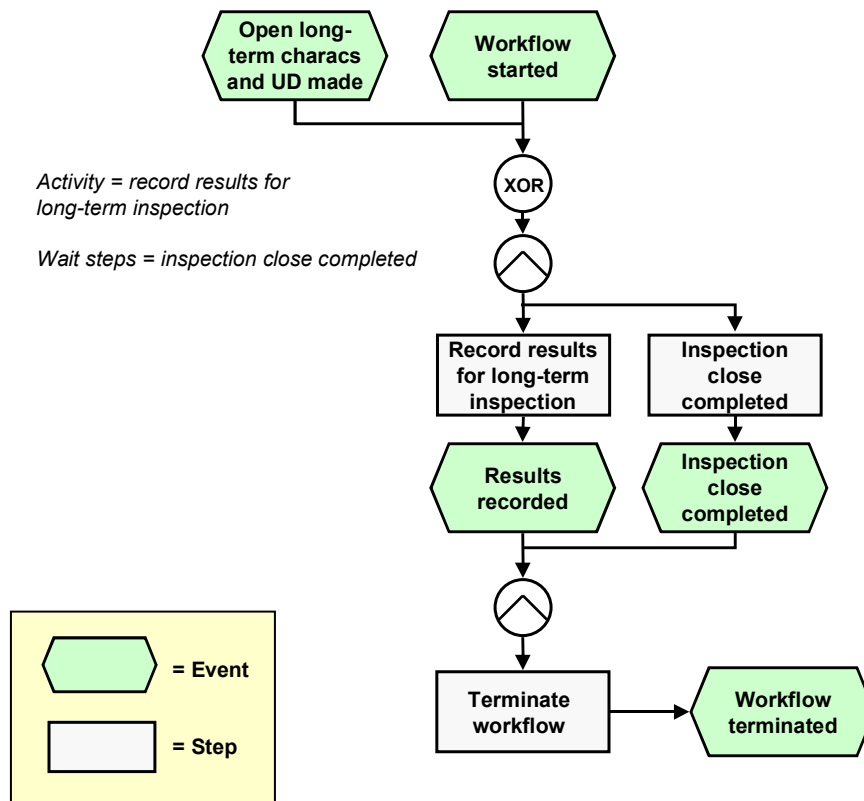 Open long-
term characs
and UD made
Workflow
started
XOR
Activity = record results for
long-term inspection
Wait steps = inspection close completed
Record results
for long-term
inspection
Inspection
close
completed
Results
recorded
Inspection
close
completed
Terminate
workflow
Workflow
terminated
= Event
= Step